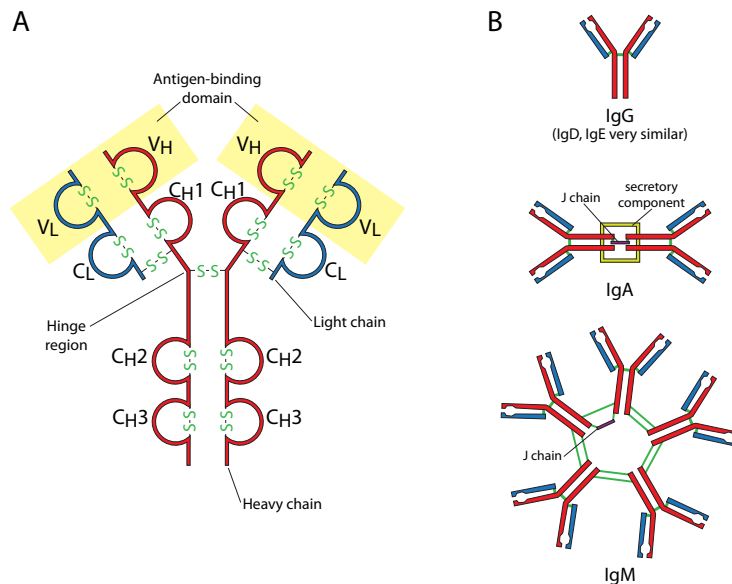 A
Antigen-binding
domain
VH
VH
CH1 CH1
S-S
S-S
S-S
S-S
S-S
S-S
VL
VL
S-S
S-S
CL
CL
S-S
S-S
S-S
Hinge
region
Light chain
CH2
S-S
S-S
CH2
CH3
S-S
S-S
CH3
Heavy chain
B
IgG
(IgD, IgE very similar)
secretory
component
J chain
IgA
J chain
IgM